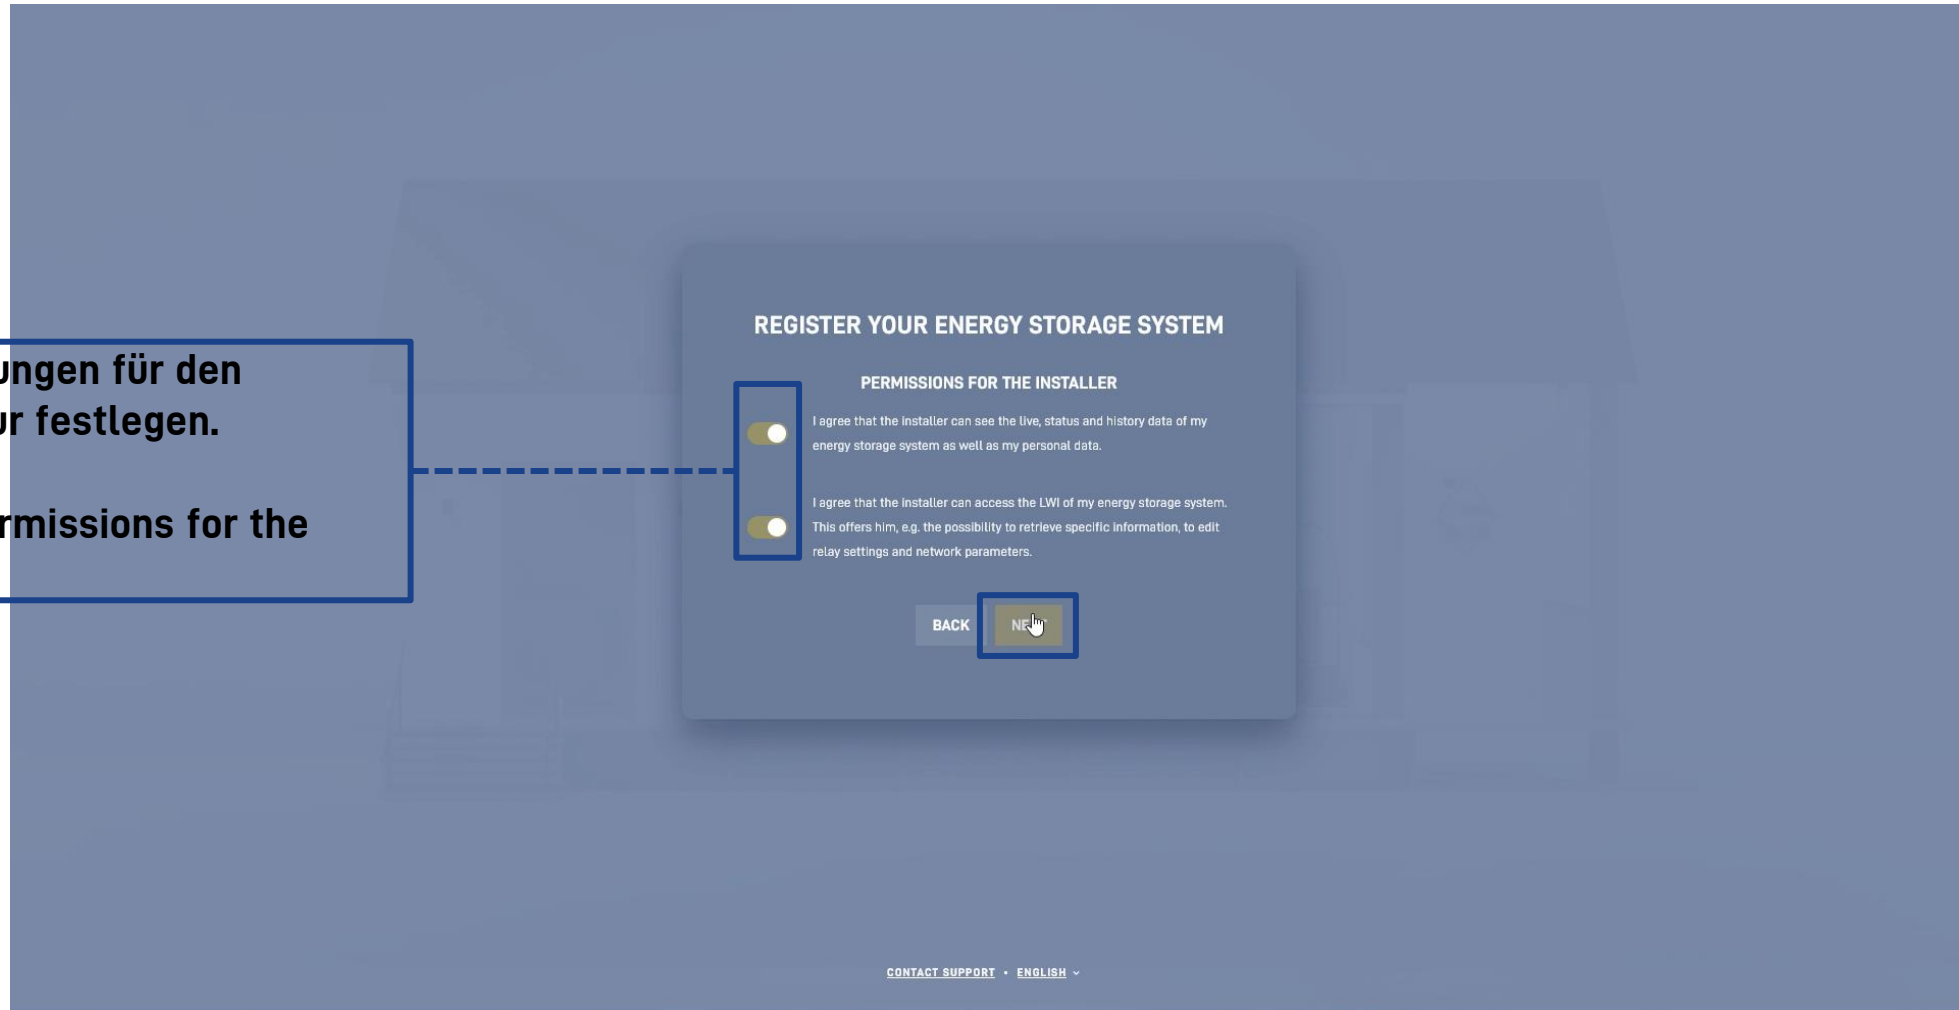 ungen für den
ur festlegen.
rmissions for the
REGISTER YOUR ENERGY STORAGE SYSTEM
PERMISSIONS FOR THE INSTALLER
I agree that the installer can see the live, status and history data of my
energy storage system as well as my personal data.
I agree that the installer can access the LWI of my energy storage system.
This offers him, e.g. the possibility to retrieve specific information, to edit
relay settings and network parameters.
BACK
CONTACT SUPPORT • ENGLISH